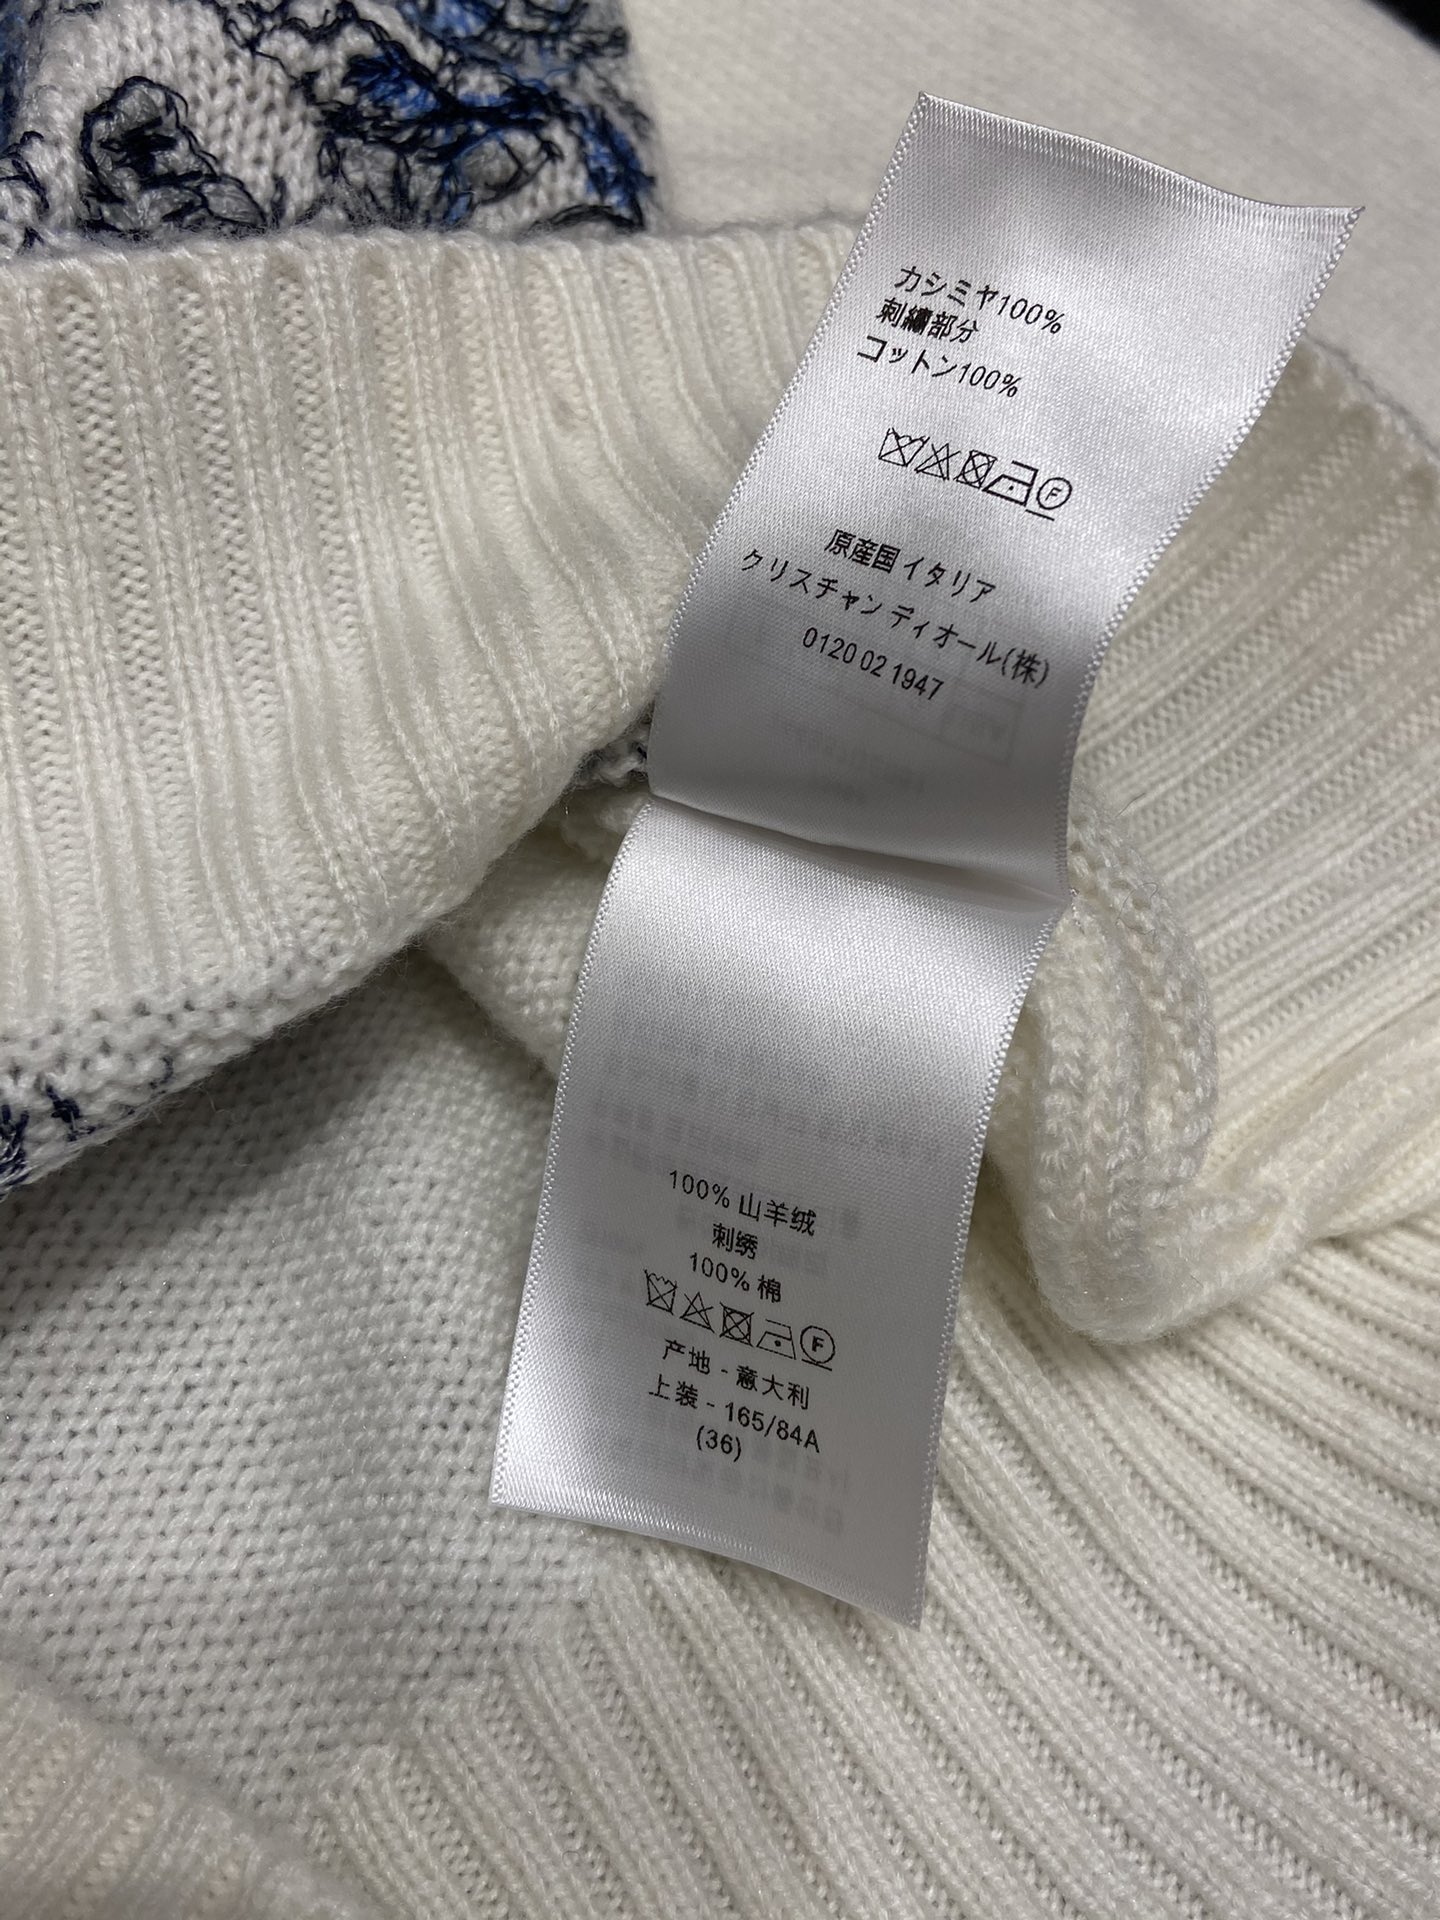 カシミヤ100%
刺繍部分
コットン100%
F
原産国 イタリア
クリスチャン ディオール(株)
0120 02 1947
100% 山羊绒
刺绣
100% 棉
F
产地 - 意大利
上装 - 165/84A
(36)